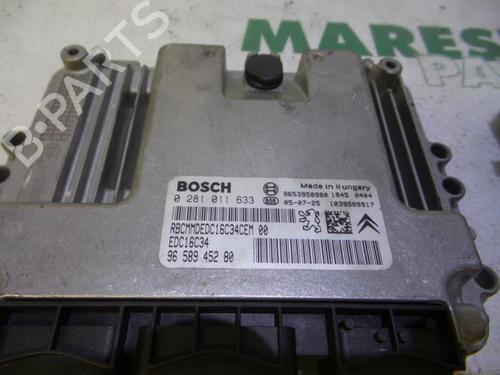 B-PARTS
MARES
PA
BOSCH
Made in Hungary
0 281 011 633
9653958980 1845 0404
05-07-25 1039S09917
RBCMMDEDC16C34CEM 00
EDC16C34
96 589 452 80